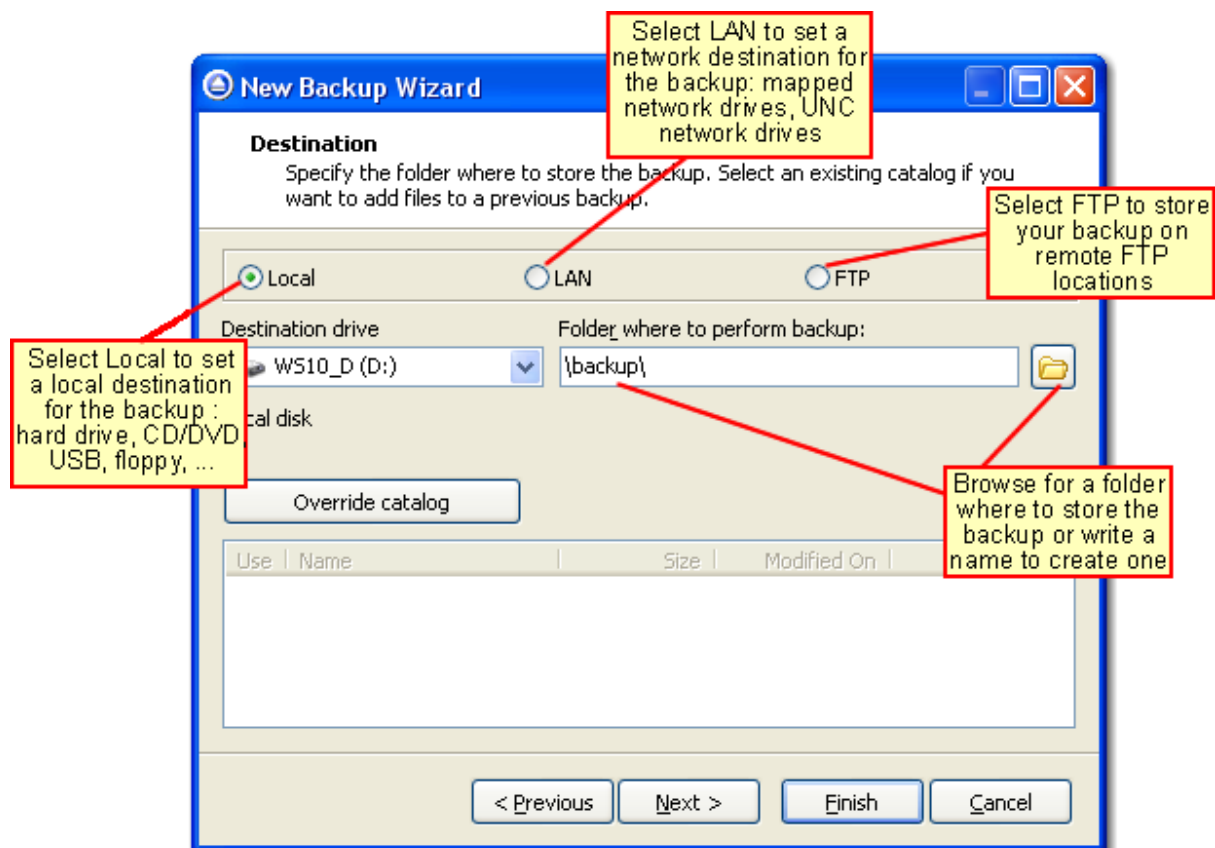 Select LAN to set a
network destination for
the backup: mapped
network drives, UNC
network drives
New Backup Wizard
Destination
Specify the folder where to store the backup. Select an existing catalog if you
want to add files to a previous backup.
Select FTP to store
your backup on
remote FTP
locations
Local
LAN
FTP
Destination drive
Folder where to perform backup:
Select Local to set
a local destination
for the backup :
hard drive, CD/DVD,
USB, floppy, ...
WS10_D (D:)
\backup\
disk
Browse for a folder
where to store the
backup or write a
name to create one
Override catalog
Use
Name
Size
Modified On
< Previous
Next >
Finish
Cancel